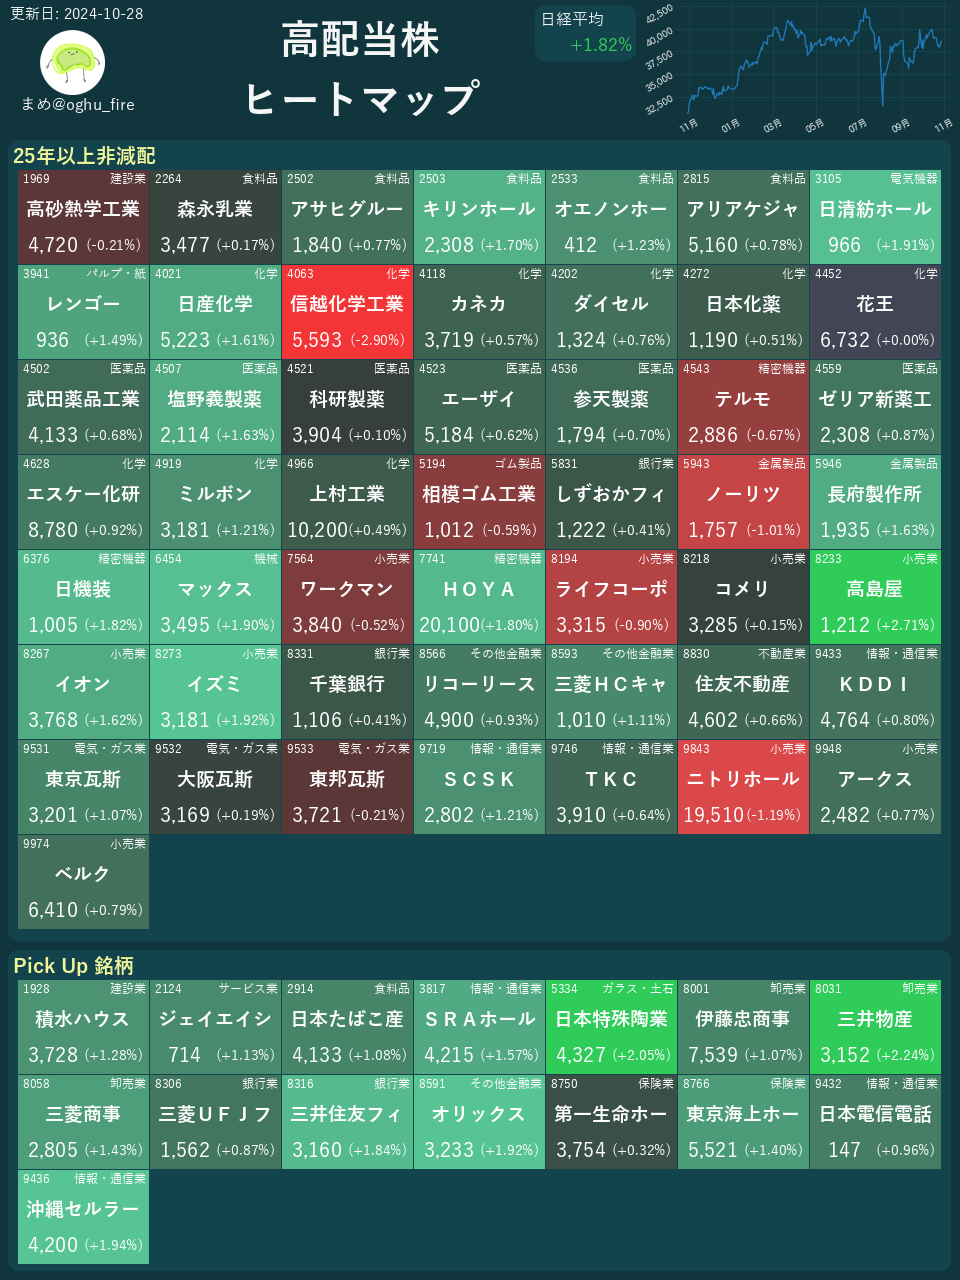 更新日: 2024-10-28
まめ@oghu_fire
高配当株
ヒートマップ
日経平均
+1.82%
42,500
40,000
37,500
35,000
32,500
11月 01月 03月 05月 07月 09月 11月
25年以上非減配
1969 建設業 2264 食料品 2502 食料品 2503 食料品 2533 食料品 2815 食料品 3105 電気機器
高砂熱学工業 森永乳業 アサヒグルー キリンホール オエノンホー アリアケジャ 日清紡ホール
4,720 (-0.21%) 3,477 (+0.17%) 1,840 (+0.77%) 2,308 (+1.70%) 412 (+1.23%) 5,160 (+0.78%) 966 (+1.91%)
3941 パルプ・紙 4021 化学 4063 化学 4118 化学 4202 化学 4272 化学 4452 化学
レンゴー 日産化学 信越化学工業 カネカ ダイセル 日本化薬 花王
936 (+1.49%) 5,223 (+1.61%) 5,593 (-2.90%) 3,719 (+0.57%) 1,324 (+0.76%) 1,190 (+0.51%) 6,732 (+0.00%)
4502 医薬品 4507 医薬品 4521 医薬品 4523 医薬品 4536 医薬品 4543 精密機器 4559 医薬品
武田薬品工業 塩野義製薬 科研製薬 エーザイ 参天製薬 テルモ ゼリア新薬工
4,133 (+0.68%) 2,114 (+1.63%) 3,904 (+0.10%) 5,184 (+0.62%) 1,794 (+0.70%) 2,886 (-0.67%) 2,308 (+0.87%)
4628 化学 4919 化学 4966 化学 5194 ゴム製品 5831 銀行業 5943 金属製品 5946 金属製品
エスケー化研 ミルボン 上村工業 相模ゴム工業 しずおかフィ ノーリツ 長府製作所
8,780 (+0.92%) 3,181 (+1.21%) 10,200(+0.49%) 1,012 (-0.59%) 1,222 (+0.41%) 1,757 (-1.01%) 1,935 (+1.63%)
6376 精密機器 6454 機械 7564 小売業 7741 精密機器 8194 小売業 8218 小売業 8233 小売業
日機装 マックス ワークマン ＨＯＹＡ ライフコーポ コメリ 高島屋
1,005 (+1.82%) 3,495 (+1.90%) 3,840 (-0.52%) 20,100(+1.80%) 3,315 (-0.90%) 3,285 (+0.15%) 1,212 (+2.71%)
8267 小売業 8273 小売業 8331 銀行業 8566 その他金融業 8593 その他金融業 8830 不動産業 9433 情報・通信業
イオン イズミ 千葉銀行 リコーリース 三菱ＨＣキャ 住友不動産 ＫＤＤＩ
3,768 (+1.62%) 3,181 (+1.92%) 1,106 (+0.41%) 4,900 (+0.93%) 1,010 (+1.11%) 4,602 (+0.66%) 4,764 (+0.80%)
9531 電気・ガス業 9532 電気・ガス業 9533 電気・ガス業 9719 情報・通信業 9746 情報・通信業 9843 小売業 9948 小売業
東京瓦斯 大阪瓦斯 東邦瓦斯 ＳＣＳＫ ＴＫＣ ニトリホール アークス
3,201 (+1.07%) 3,169 (+0.19%) 3,721 (-0.21%) 2,802 (+1.21%) 3,910 (+0.64%) 19,510(-1.19%) 2,482 (+0.77%)
9974 小売業
ベルク
6,410 (+0.79%)
Pick Up 銘柄
1928 建設業 2124 サービス業 2914 食料品 3817 情報・通信業 5334 ガラス・土石 8001 卸売業 8031 卸売業
積水ハウス ジェイエイシ 日本たばこ産 ＳＲＡホール 日本特殊陶業 伊藤忠商事 三井物産
3,728 (+1.28%) 714 (+1.13%) 4,133 (+1.08%) 4,215 (+1.57%) 4,327 (+2.05%) 7,539 (+1.07%) 3,152 (+2.24%)
8058 卸売業 8306 銀行業 8316 銀行業 8591 その他金融業 8750 保険業 8766 保険業 9432 情報・通信業
三菱商事 三菱ＵＦＪフ 三井住友フィ オリックス 第一生命ホー 東京海上ホー 日本電信電話
2,805 (+1.43%) 1,562 (+0.87%) 3,160 (+1.84%) 3,233 (+1.92%) 3,754 (+0.32%) 5,521 (+1.40%) 147 (+0.96%)
9436 情報・通信業
沖縄セルラー
4,200 (+1.94%)